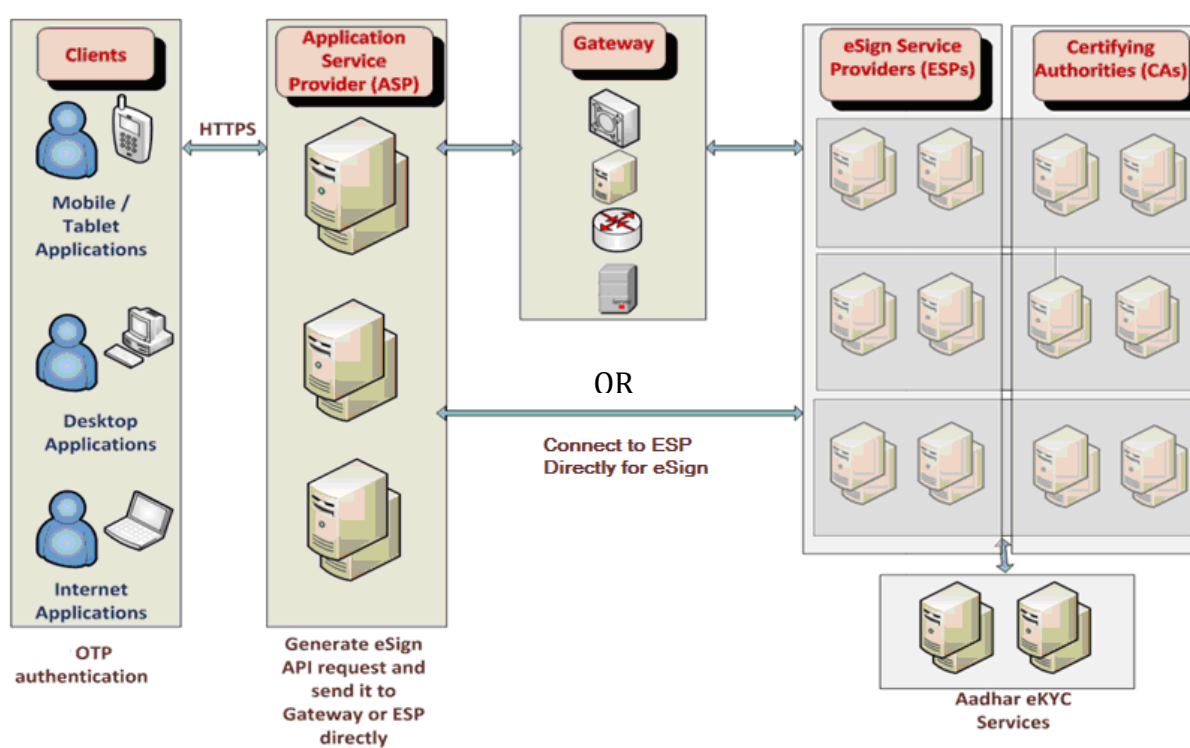 Clients
Mobile /
Tablet
Applications
Desktop
Applications
Internet
Applications
OTP
authentication
HTTPS
Application
Service
Provider (ASP)
Generate eSign
API request and
send it to
Gateway or ESP
directly
Gateway
Server
OR
Connect to ESP
Directly for eSign
eSign Service
Providers (ESPs)
Certifying
Authorities (CAs)
Aadhar eKYC
Services